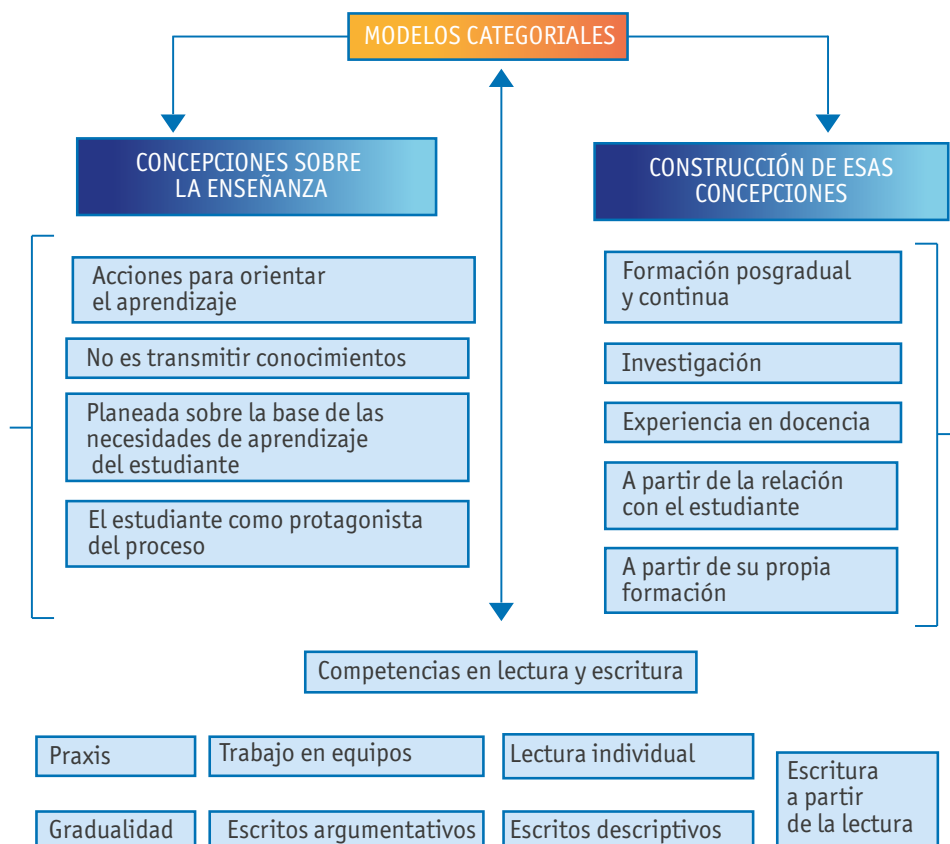 MODELOS CATEGORIALES
CONCEPCIONES SOBRE
LA ENSEÑANZA
Acciones para orientar
el aprendizaje
No es transmitir conocimientos
Planeada sobre la base de las
necesidades de aprendizaje
del estudiante
El estudiante como protagonista
del proceso
CONSTRUCCIÓN DE ESAS
CONCEPCIONES
Formación posgradual
y continua
Investigación
Experiencia en docencia
A partir de la relación
con el estudiante
A partir de su propia
formación
Competencias en lectura y escritura
Praxis
Trabajo en equipos
Lectura individual
Escritura
a partir
de la lectura
Gradualidad
Escritos argumentativos
Escritos descriptivos